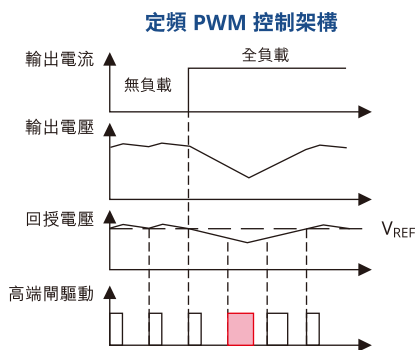 定頻 PWM 控制架構
輸出電流
無負載
全負載
輸出電壓
回授電壓
VREF
高端閘驅動